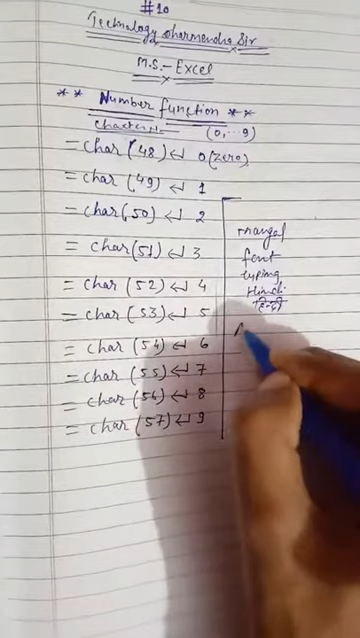 #10
Technology Dharmendra Sir
M.S.-Excel
** Number function **
Character (0,...9)
= Char (48) ↵ 0 (Zero)
= Char (49) ↵ 1
= Char (50) ↵ 2
= Char (51) ↵ 3
= Char (52) ↵ 4
= Char (53) ↵ 5
= Char (54) ↵ 6
= Char (55) ↵ 7
= Char (56) ↵ 8
= Char (57) ↵ 9
mangal
font
typing
Hindi
हिन्दी